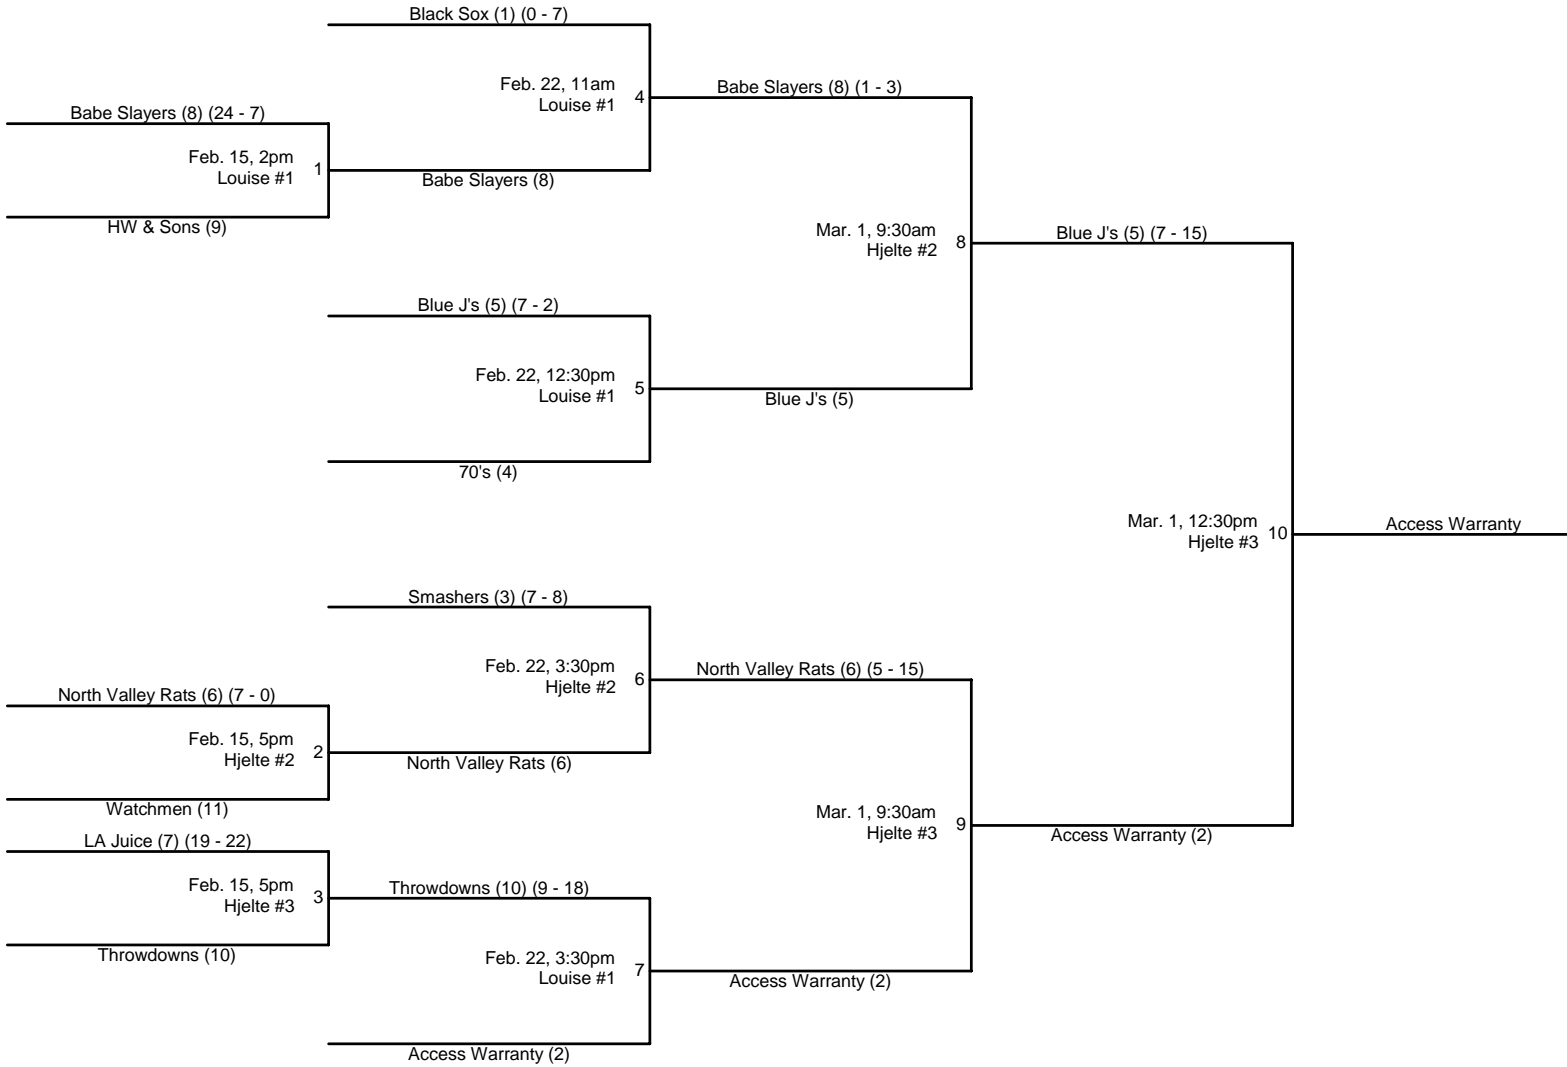 Black Sox (1) (0 - 7)
Feb. 22, 11am
Louise #1
4
Babe Slayers (8) (1 - 3)
Babe Slayers (8) (24 - 7)
Feb. 15, 2pm
Louise #1
1
Babe Slayers (8)
HW & Sons (9)
Mar. 1, 9:30am
Hjelte #2
8
Blue J's (5) (7 - 15)
Blue J's (5) (7 - 2)
Feb. 22, 12:30pm
Louise #1
5
Blue J's (5)
70's (4)
Mar. 1, 12:30pm
Hjelte #3
10
Access Warranty
Smashers (3) (7 - 8)
Feb. 22, 3:30pm
Hjelte #2
6
North Valley Rats (6) (5 - 15)
North Valley Rats (6) (7 - 0)
Feb. 15, 5pm
Hjelte #2
2
North Valley Rats (6)
Watchmen (11)
Mar. 1, 9:30am
Hjelte #3
9
Access Warranty (2)
LA Juice (7) (19 - 22)
Feb. 15, 5pm
Hjelte #3
3
Throwdowns (10) (9 - 18)
Throwdowns (10)
Feb. 22, 3:30pm
Louise #1
7
Access Warranty (2)
Access Warranty (2)